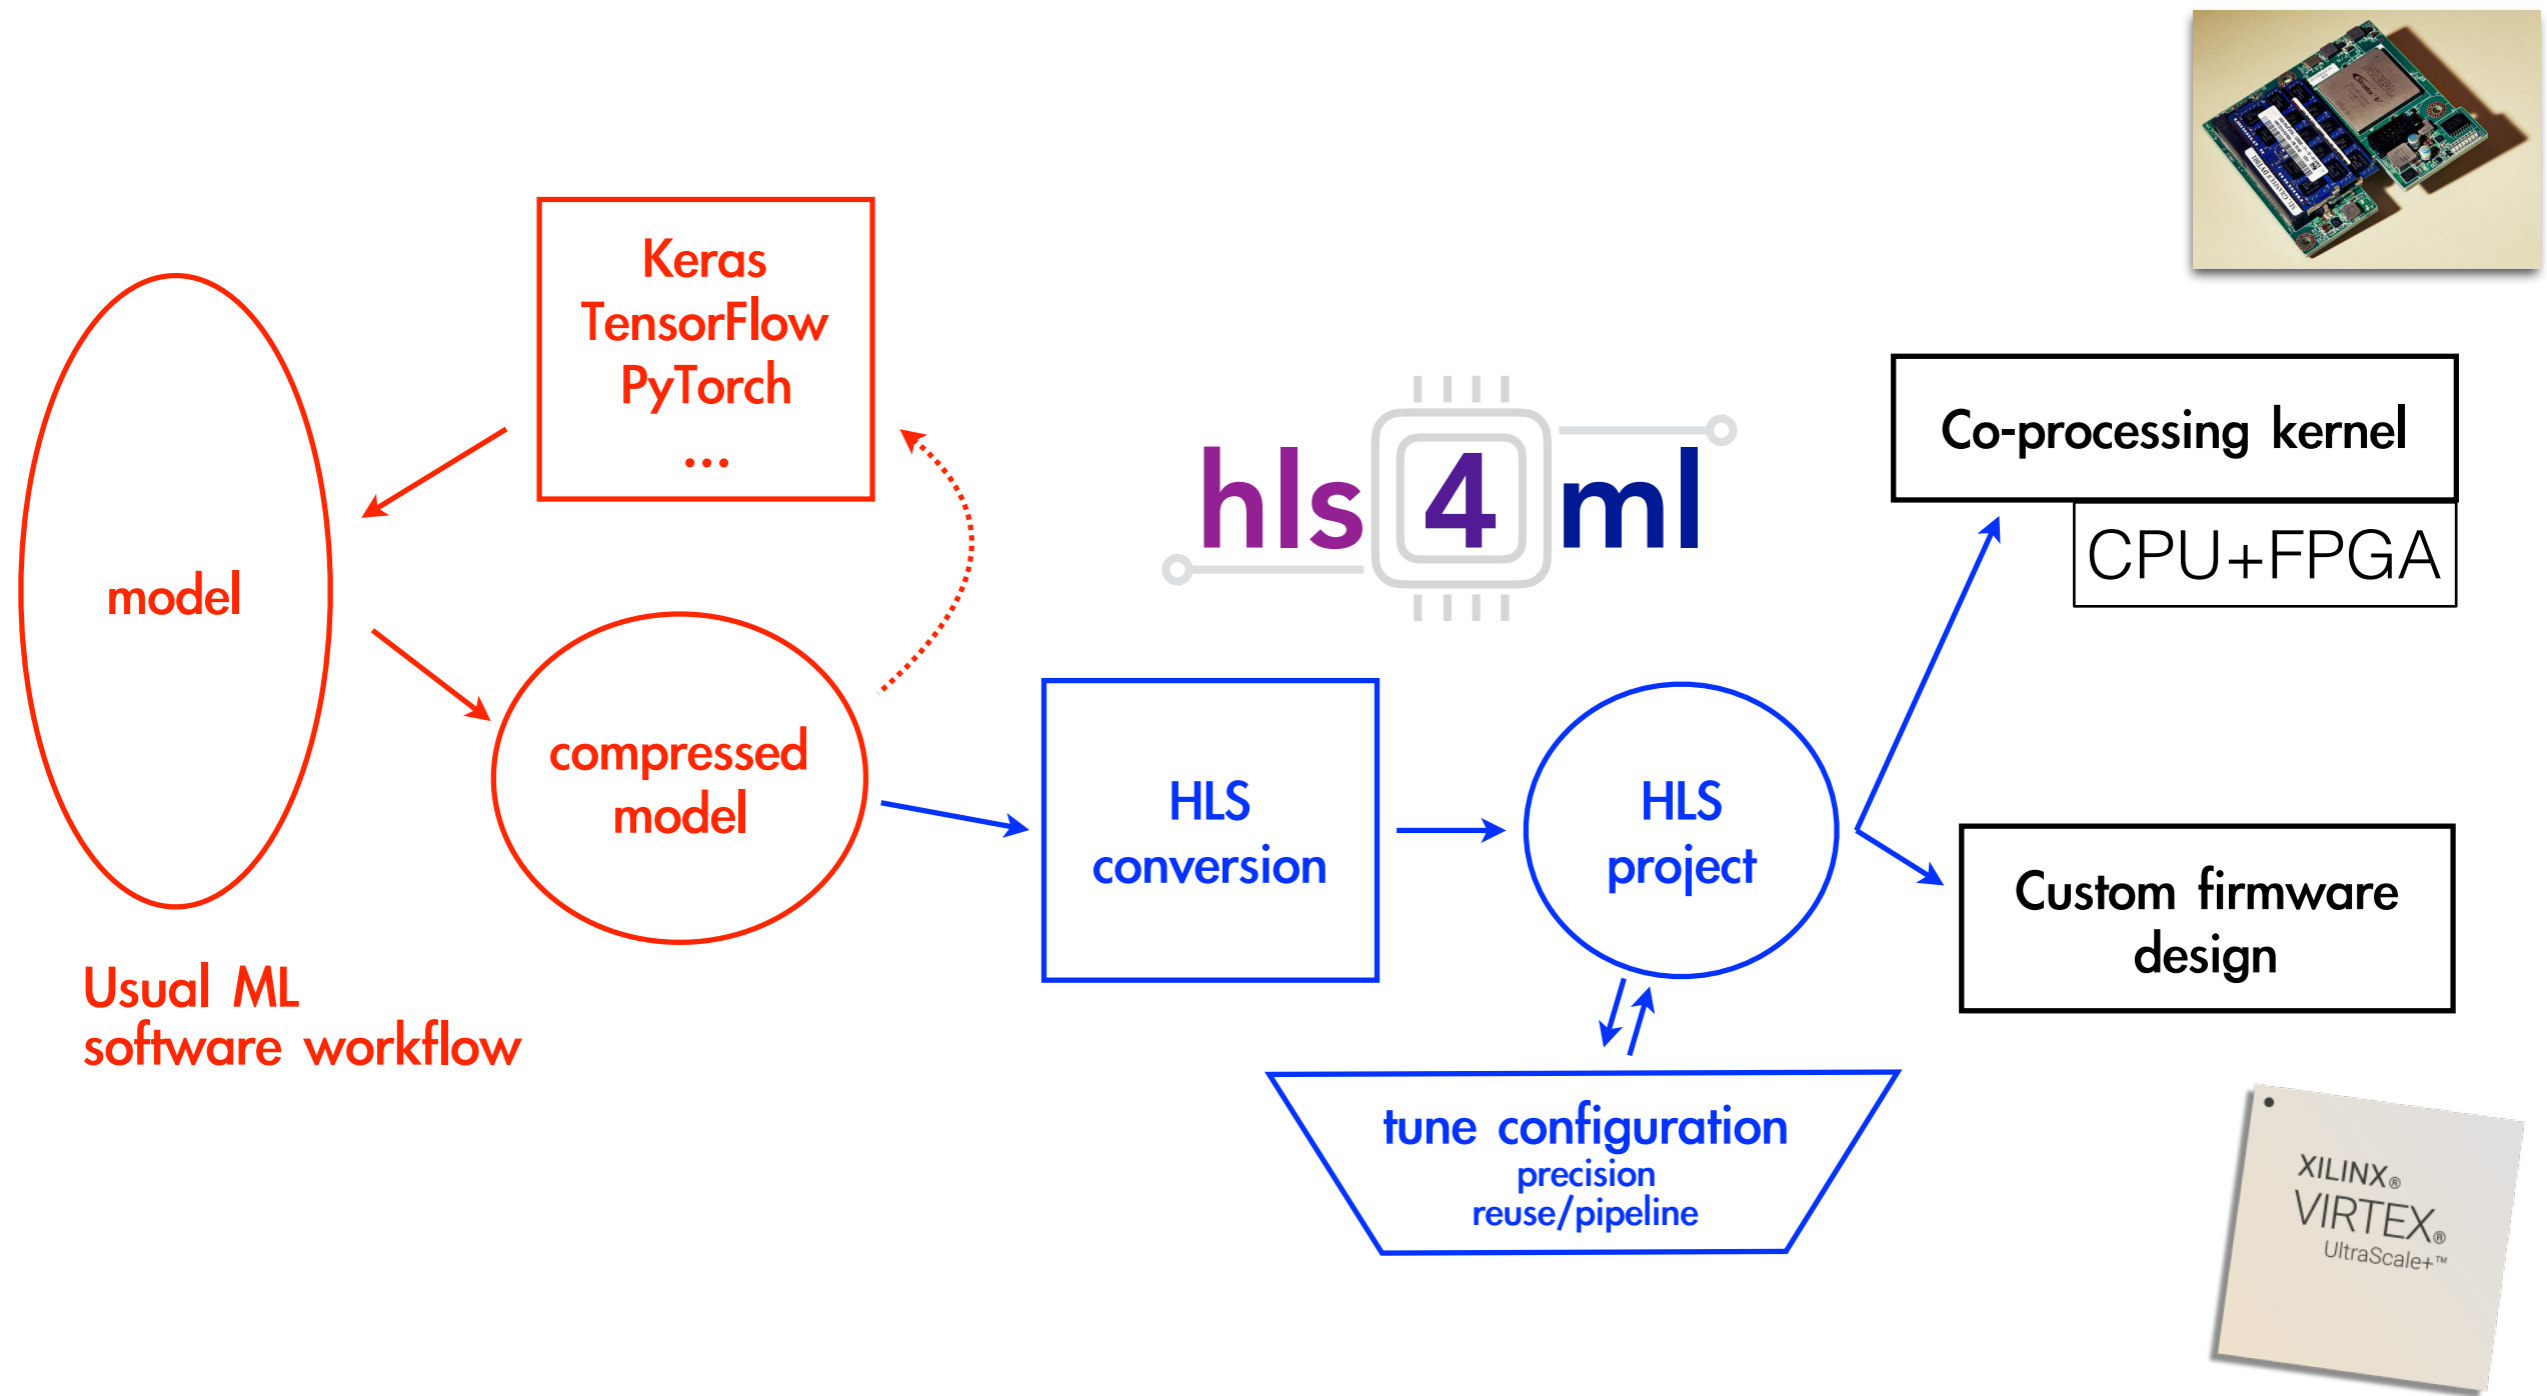 Keras
TensorFlow
PyTorch
...
model
compressed
model
Usual ML
software workflow
hls 4 ml
HLS
conversion
HLS
project
tune configuration
precision
reuse/pipeline
Co-processing kernel
CPU+FPGA
Custom firmware
design
XILINX®
VIRTEX®
UltraScale+™